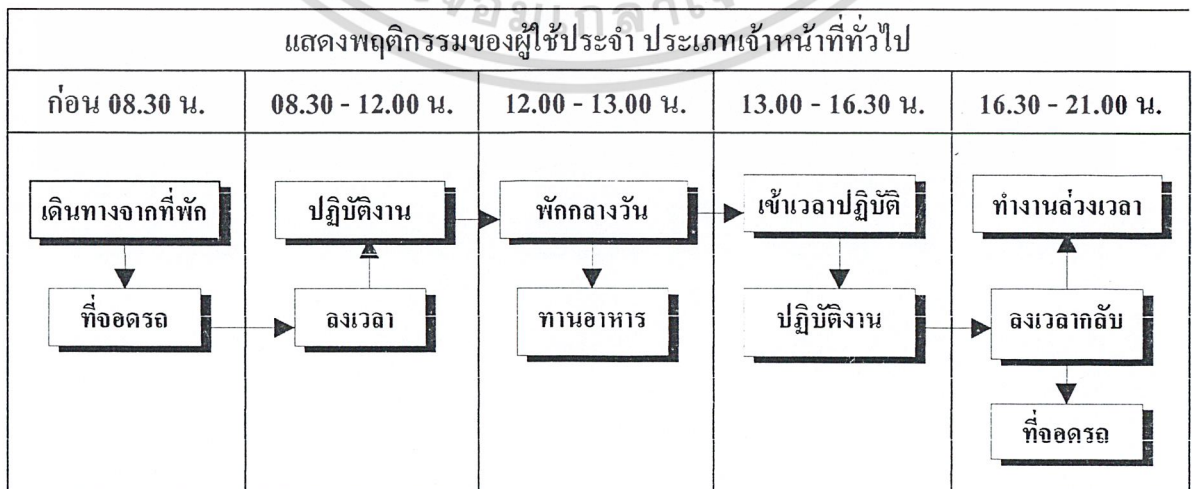 แสดงพฤติกรรมของผู้ใช้ประจำ ประเภทเจ้าหน้าที่ทั่วไป
ก่อน 08.30 น.
08.30 - 12.00 น.
12.00 - 13.00 น.
13.00 - 16.30 น.
16.30 - 21.00 น.
เดินทางจากที่พัก
ปฏิบัติงาน
พักกลางวัน
เข้าเวลาปฏิบัติ
ทำงานล่วงเวลา
ที่จอดรถ
ลงเวลา
ทานอาหาร
ปฏิบัติงาน
ลงเวลากลับ
ที่จอดรถ